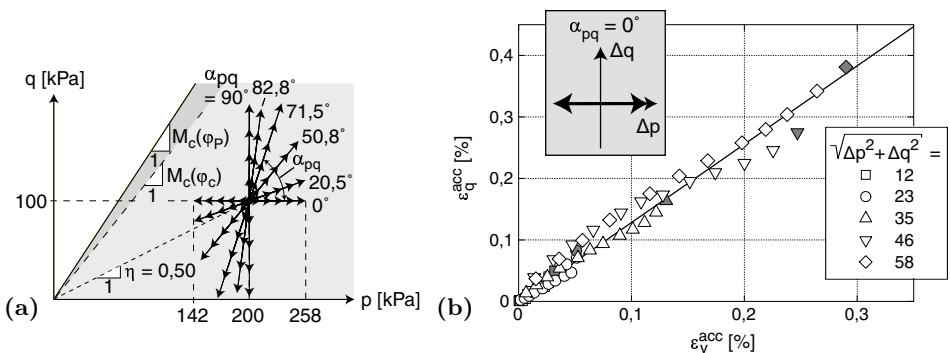 q [kPa]
α_pq
= 90°
82,8°
71,5°
50,8°
α_pq
20,5°
0°
M_c(φ_P)
1
M_c(φ_c)
1
100
η = 0,50
1
(a)
142
200
258
p [kPa]
(b)
ε_q^acc [%]
0,4
0,3
0,2
0,1
0
0
0,1
0,2
0,3
ε_v^acc [%]
α_pq = 0°
Δq
Δp
√Δp²+Δq² =
12
23
35
46
58